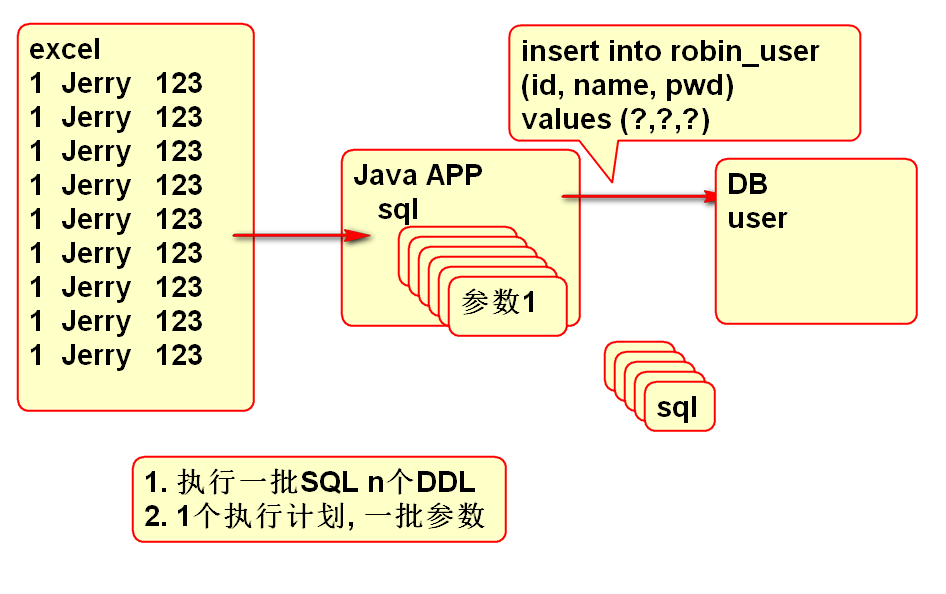 excel
1 Jerry 123
1 Jerry 123
1 Jerry 123
1 Jerry 123
1 Jerry 123
1 Jerry 123
1 Jerry 123
1 Jerry 123
1 Jerry 123
insert into robin_user
(id, name, pwd)
values (?,?,?)
Java APP
sql
参数1
DB
user
sql
1. 执行一批SQL n个DDL
2. 1个执行计划, 一批参数